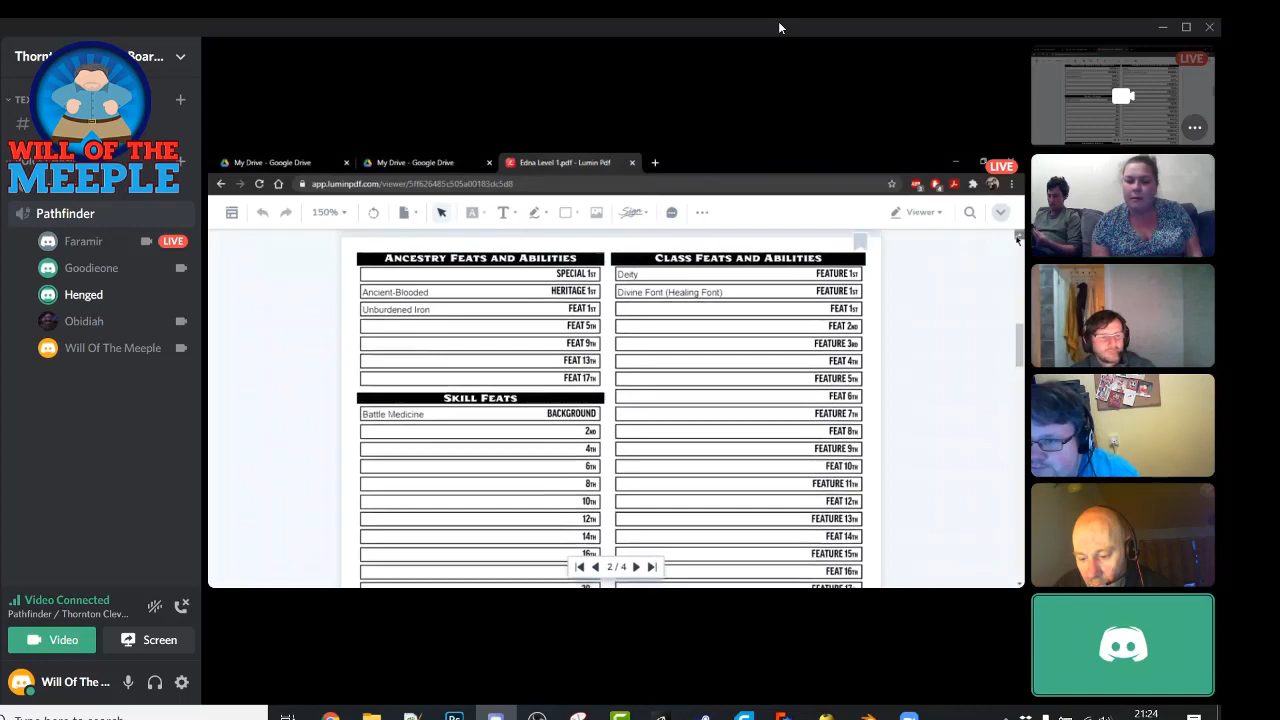 Thorn
Boar...
WILL OF THE
MEEPLE
Pathfinder
Faramir
LIVE
Goodieone
Henged
Obidiah
Will Of The Meeple
Video Connected
Pathfinder / Thornton Clev...
Video
Screen
Will Of The ...
My Drive - Google Drive
My Drive - Google Drive
Edna Level 1.pdf - Lumin Pdf
LIVE
app.luminpdf.com/viewer/5ff626485c505a00183dc5d8
150%
Sign
Viewer
ANCESTRY FEATS AND ABILITIES
SPECIAL 1ST
Ancient-Blooded HERITAGE 1ST
Unburdened Iron FEAT 1ST
FEAT 5TH
FEAT 9TH
FEAT 13TH
FEAT 17TH
SKILL FEATS
Battle Medicine BACKGROUND
2ND
4TH
6TH
8TH
10TH
12TH
14TH
16TH
CLASS FEATS AND ABILITIES
Deity FEATURE 1ST
Divine Font (Healing Font) FEATURE 1ST
FEAT 1ST
FEAT 2ND
FEATURE 3RD
FEAT 4TH
FEATURE 5TH
FEAT 6TH
FEATURE 7TH
FEAT 8TH
FEATURE 9TH
FEAT 10TH
FEATURE 11TH
FEAT 12TH
FEATURE 13TH
FEAT 14TH
FEATURE 15TH
FEAT 16TH
2 / 4
LIVE
21:24